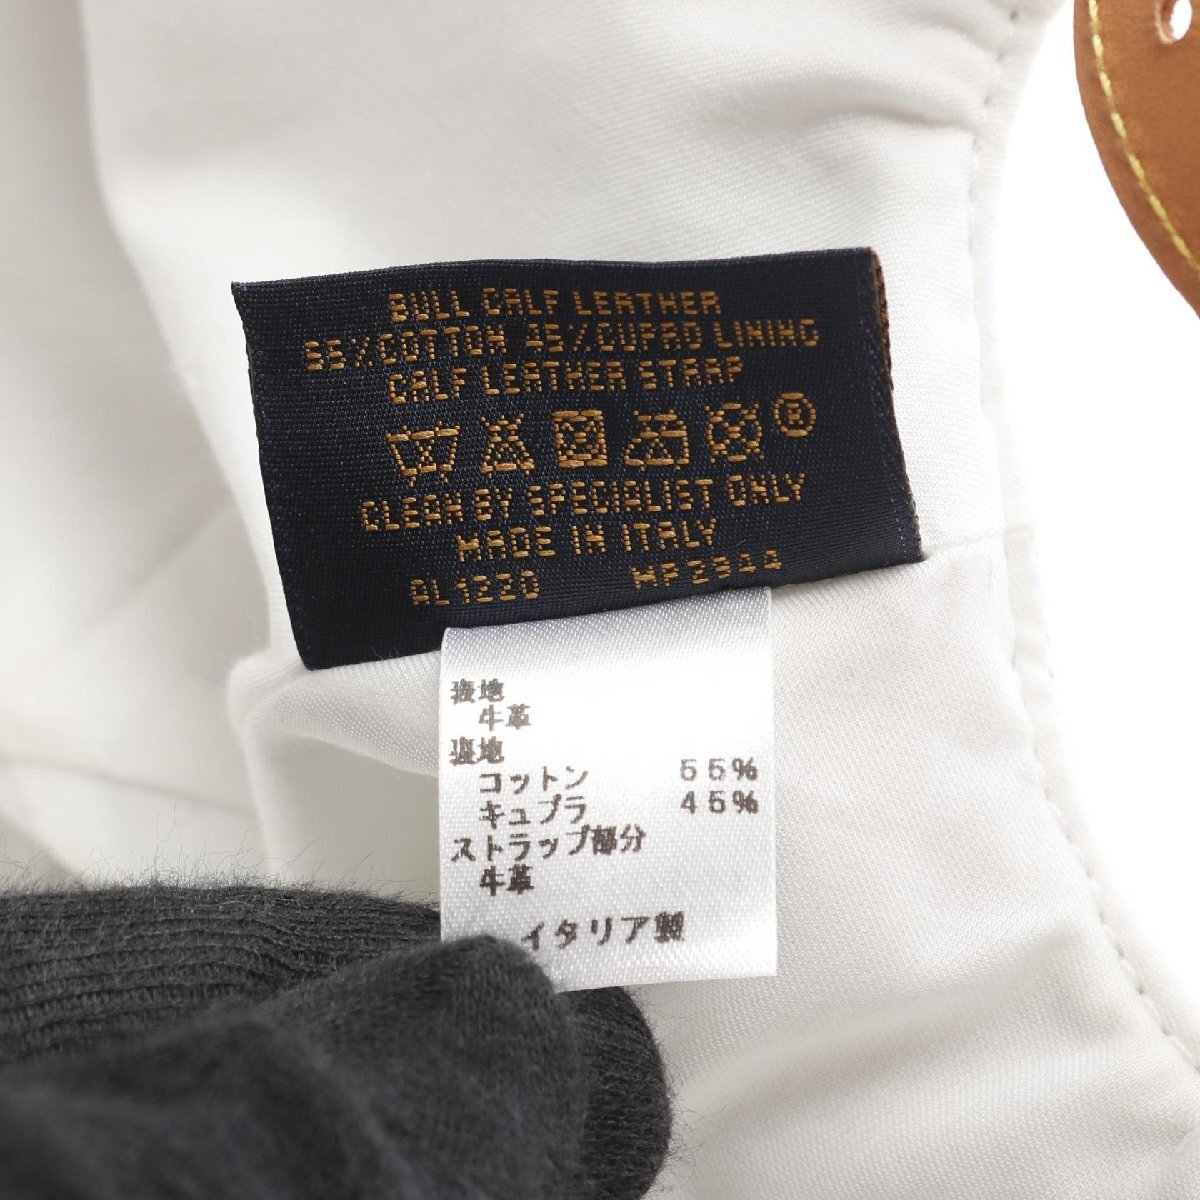 BULL CALF LEATHER
55%COTTON 45%CUPRO LINING
CALF LEATHER STRAP
®
CLEAN BY SPECIALIST ONLY
MADE IN ITALY
AL1220 MP2944
表地
牛革
裏地
コットン 55%
キュプラ 45%
ストラップ部分
牛革
イタリア製